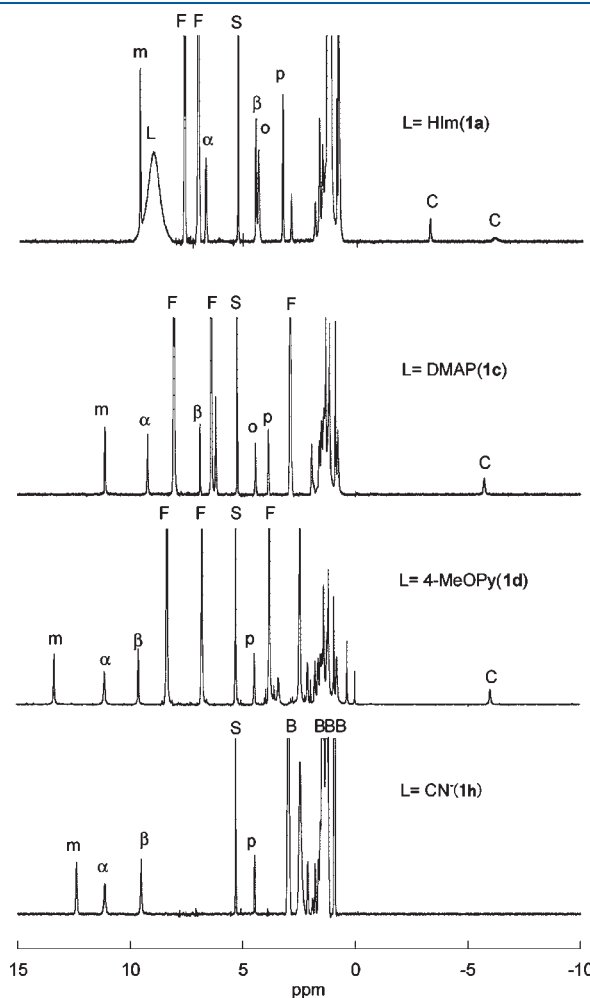 F F S
m
L
β
o
p
α
L= HIm(1a)
C
C
F F S F
m
α
β
o p
L= DMAP(1c)
C
F F S F
m
α
β
p
L= 4-MeOPy(1d)
C
S B BBB
m
α
β
p
L= CN-(1h)
15 10 5 0 -5 -10
ppm